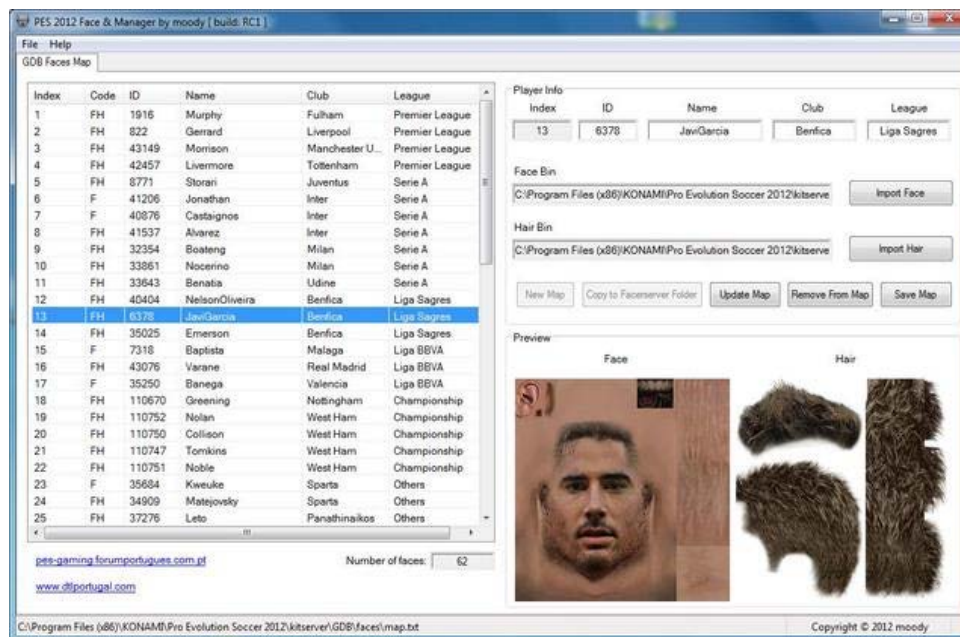 PES 2012 Face & Manager by moody [ build: RC1 ]
File Help
GDB Faces Map
Index Code ID Name Club League
1 FH 1916 Murphy Fulham Premier League
2 FH 822 Gerrard Liverpool Premier League
3 FH 43149 Morrison Manchester U... Premier League
4 FH 42457 Livermore Tottenham Premier League
5 FH 8771 Storari Juventus Serie A
6 F 41206 Jonathan Inter Serie A
7 F 40876 Castaignos Inter Serie A
8 FH 41537 Alvarez Inter Serie A
9 FH 32354 Boateng Milan Serie A
10 FH 33861 Nocerino Milan Serie A
11 FH 33643 Benatia Udine Serie A
12 FH 40404 NelsonOliveira Benfica Liga Sagres
13 FH 6378 JaviGarcia Benfica Liga Sagres
14 FH 35025 Emerson Benfica Liga Sagres
15 F 7318 Baptista Malaga Liga BBVA
16 FH 43076 Varane Real Madrid Liga BBVA
17 F 35250 Banega Valencia Liga BBVA
18 FH 110670 Greening Nottingham Championship
19 FH 110752 Nolan West Ham Championship
20 FH 110750 Collison West Ham Championship
21 FH 110747 Tomkins West Ham Championship
22 FH 110751 Noble West Ham Championship
23 F 35684 Kweuke Sparta Others
24 FH 34909 Matejovsky Sparta Others
25 FH 37276 Leto Panathinaikos Others
pes-gaming.forumportugues.com.pt
Number of faces: 62
www.dtlportugal.com
Player Info
Index ID Name Club League
13 6378 JaviGarcia Benfica Liga Sagres
Face Bin
C:\Program Files (x86)\KONAMI\Pro Evolution Soccer 2012\kitserve
Import Face
Hair Bin
C:\Program Files (x86)\KONAMI\Pro Evolution Soccer 2012\kitserve
Import Hair
New Map
Copy to Facerserver Folder
Update Map
Remove From Map
Save Map
Preview
Face
Hair
C:\Program Files (x86)\KONAMI\Pro Evolution Soccer 2012\kitserver\GDB\faces\map.txt
Copyright © 2012 moody